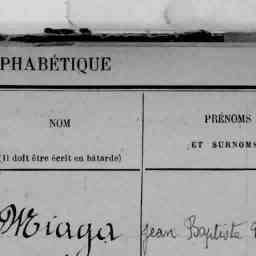 PHABÉTIQUE
NOM
PRÉNOMS
ET SURNOMS
(Il doit être écrit en bâtarde)
Miaga
Jean Baptiste